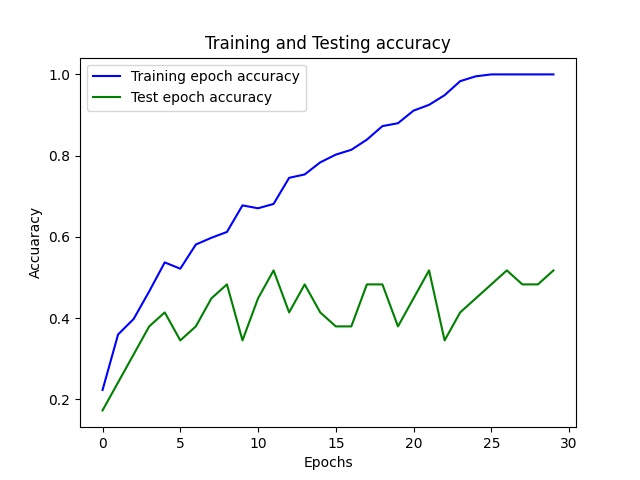 Training and Testing accuracy
Training epoch accuracy
Test epoch accuracy
1.0
0.8
0.6
0.4
0.2
Accuaracy
0 5 10 15 20 25 30
Epochs